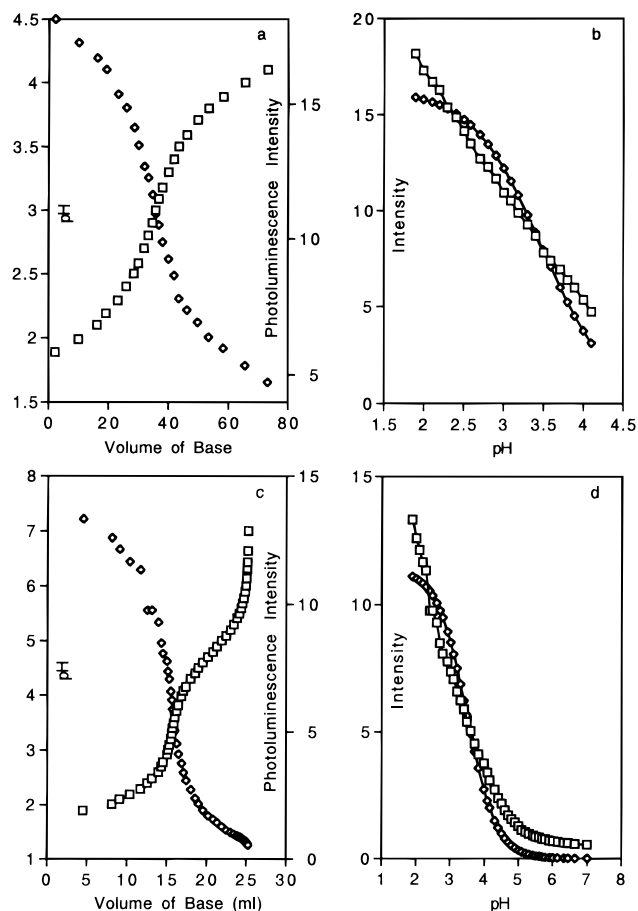 a
4.5
4
3.5
3
2.5
2
1.5
pH
15
10
5
Photoluminescence Intensity
0 20 40 60 80
Volume of Base
b
20
15
10
5
0
Intensity
1.5 2 2.5 3 3.5 4 4.5
pH
c
8
7
6
5
4
3
2
1
pH
15
10
5
0
Photoluminescence Intensity
0 5 10 15 20 25 30
Volume of Base (ml)
d
15
10
5
0
Intensity
1 2 3 4 5 6 7 8
pH